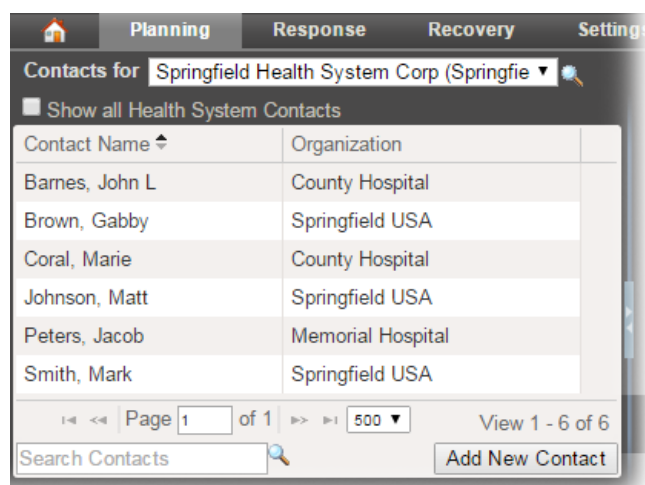 Planning Response Recovery Settings
Contacts for Springfield Health System Corp (Springfie
Show all Health System Contacts
Contact Name Organization
Barnes, John L County Hospital
Brown, Gabby Springfield USA
Coral, Marie County Hospital
Johnson, Matt Springfield USA
Peters, Jacob Memorial Hospital
Smith, Mark Springfield USA
Page 1 of 1 500 View 1 - 6 of 6
Search Contacts Add New Contact